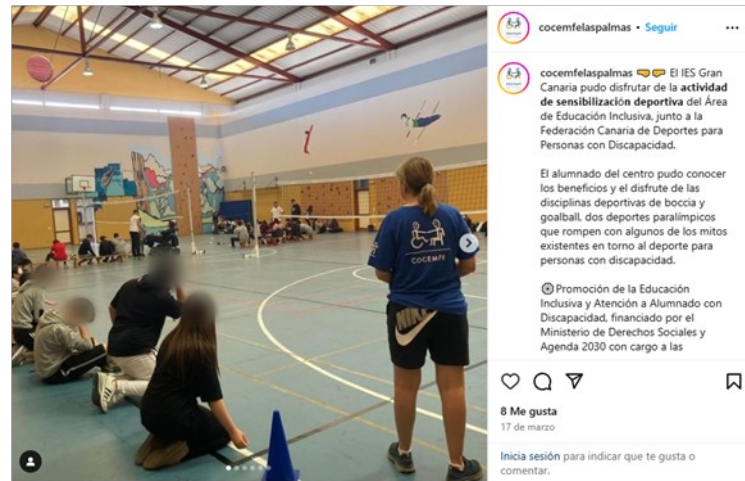 cocemfelaspalmas • Seguir
cocemfelaspalmas El IES Gran
Canaria pudo disfrutar de la actividad
de sensibilización deportiva del Área
de Educación Inclusiva, junto a la
Federación Canaria de Deportes para
Personas con Discapacidad.
El alumnado del centro pudo conocer
los beneficios y el disfrute de las
disciplinas deportivas de boccia y
goalball, dos deportes paralímpicos
que rompen con algunos de los mitos
existentes en torno al deporte para
personas con discapacidad.
Promoción de la Educación
Inclusiva y Atención a Alumnado con
Discapacidad, financiado por el
Ministerio de Derechos Sociales y
Agenda 2030 con cargo a las
8 Me gusta
17 de marzo
Inicia sesión para indicar que te gusta o
comentar.
COCEMFE